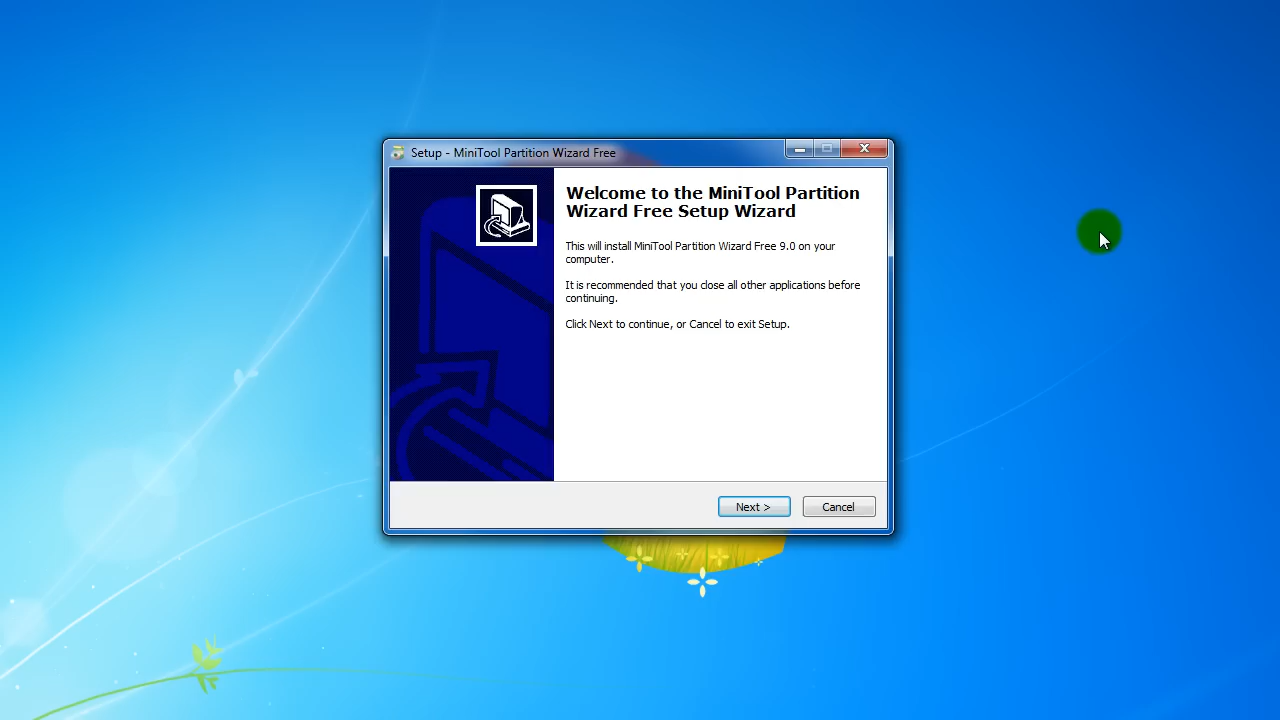 Setup - MiniTool Partition Wizard Free
Welcome to the MiniTool Partition
Wizard Free Setup Wizard
This will install MiniTool Partition Wizard Free 9.0 on your
computer.
It is recommended that you close all other applications before
continuing.
Click Next to continue, or Cancel to exit Setup.
Next >
Cancel